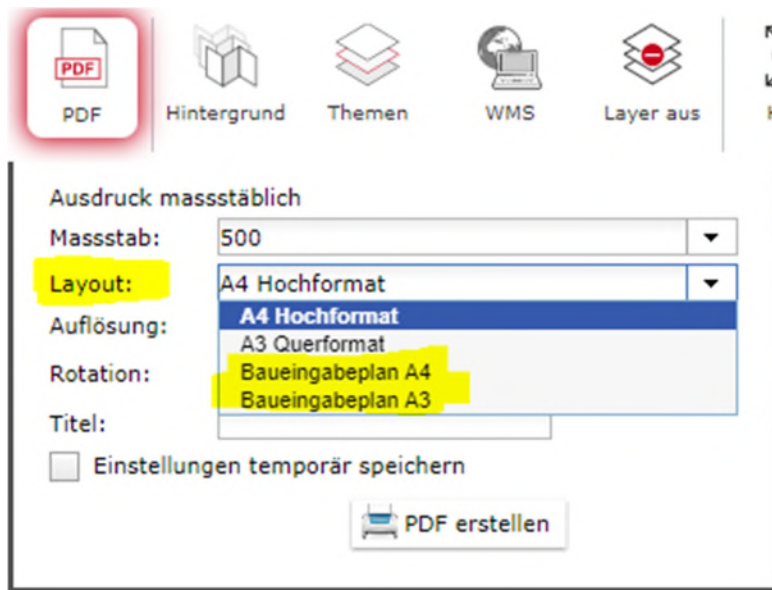 PDF
PDF
Hintergrund
Themen
WMS
Layer aus
Ausdruck massstäblich
Massstab: 500
Layout: A4 Hochformat
A4 Hochformat
Auflösung:
A3 Querformat
Rotation:
Baueingabeplan A4
Baueingabeplan A3
Titel:
Einstellungen temporär speichern
PDF erstellen